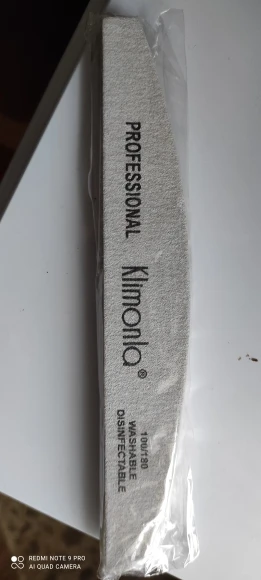 PROFESSIONAL
Klimonla®
100/180
WASHABLE
DISINFECTABLE
REDMI NOTE 9 PRO
AI QUAD CAMERA